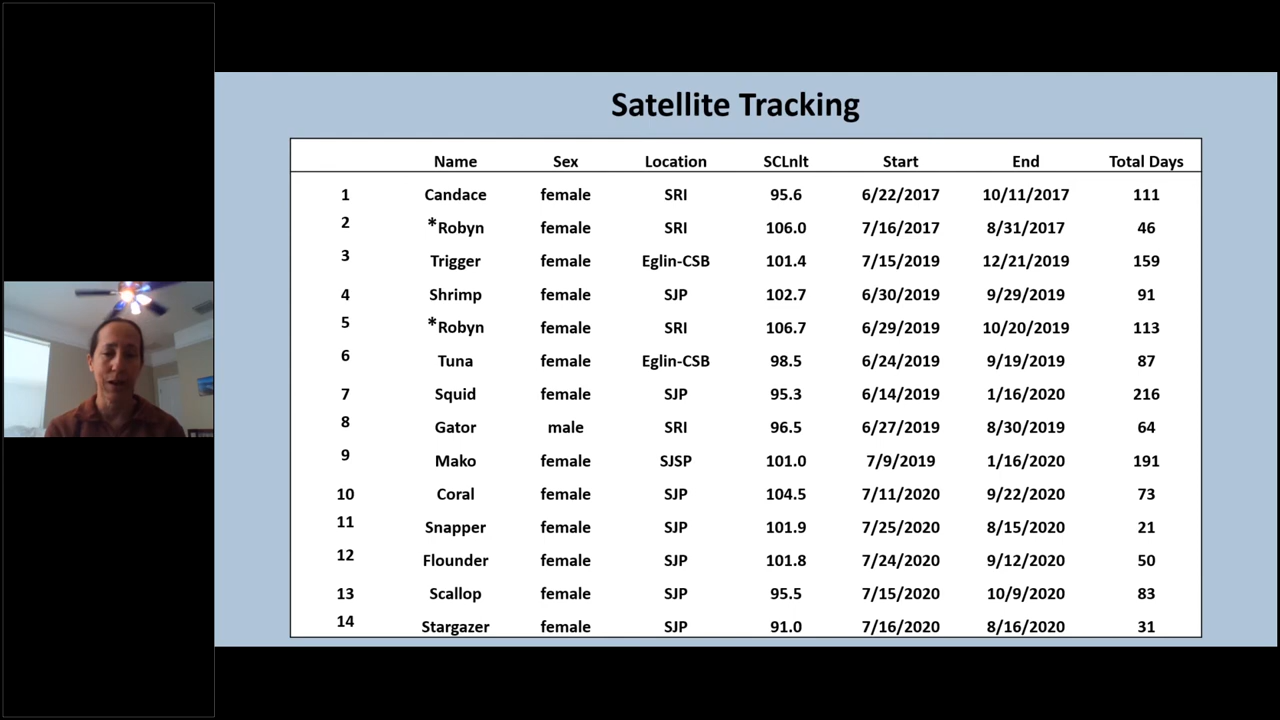 Satellite Tracking
Name Sex Location SCLnlt Start End Total Days
1 Candace female SRI 95.6 6/22/2017 10/11/2017 111
2 *Robyn female SRI 106.0 7/16/2017 8/31/2017 46
3 Trigger female Eglin-CSB 101.4 7/15/2019 12/21/2019 159
4 Shrimp female SJP 102.7 6/30/2019 9/29/2019 91
5 *Robyn female SRI 106.7 6/29/2019 10/20/2019 113
6 Tuna female Eglin-CSB 98.5 6/24/2019 9/19/2019 87
7 Squid female SJP 95.3 6/14/2019 1/16/2020 216
8 Gator male SRI 96.5 6/27/2019 8/30/2019 64
9 Mako female SJSP 101.0 7/9/2019 1/16/2020 191
10 Coral female SJP 104.5 7/11/2020 9/22/2020 73
11 Snapper female SJP 101.9 7/25/2020 8/15/2020 21
12 Flounder female SJP 101.8 7/24/2020 9/12/2020 50
13 Scallop female SJP 95.5 7/15/2020 10/9/2020 83
14 Stargazer female SJP 91.0 7/16/2020 8/16/2020 31